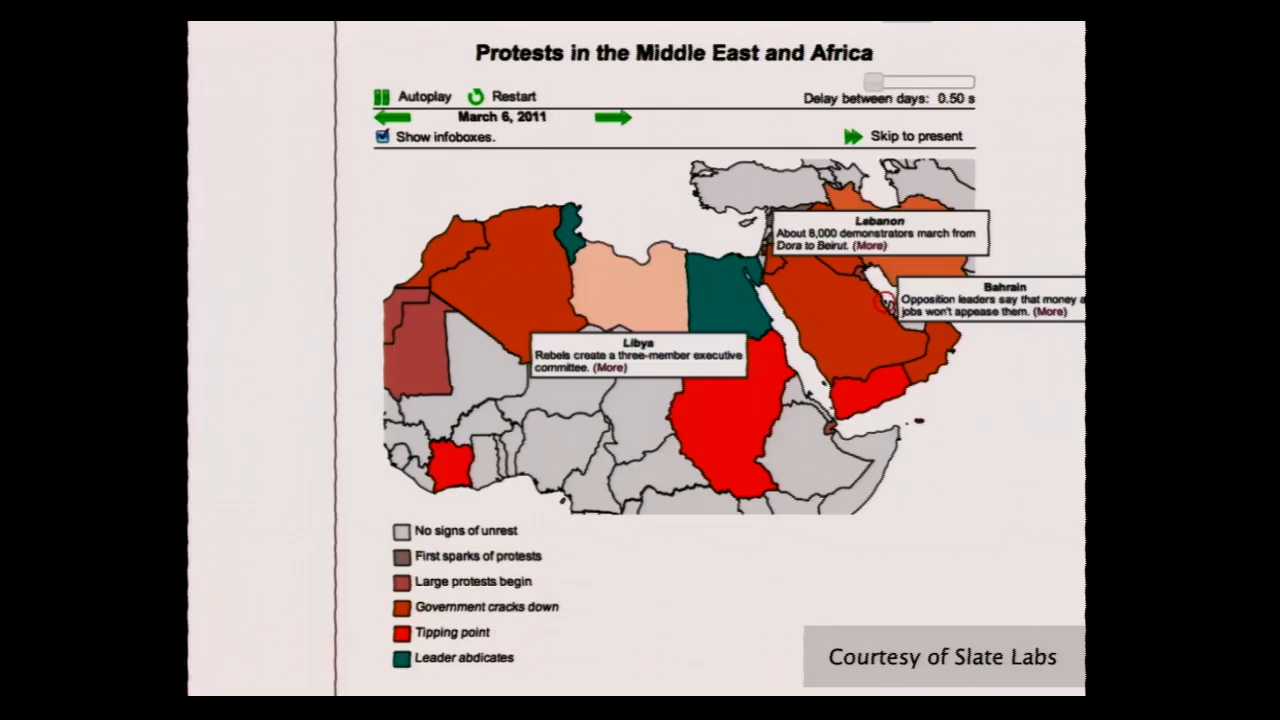 Protests in the Middle East and Africa
Autoplay Restart
Delay between days: 0.50 s
March 6, 2011
Show infoboxes.
Skip to present
Lebanon
About 8,000 demonstrators march from
Dora to Beirut. (More)
Bahrain
Opposition leaders say that money a
jobs won't appease them. (More)
Libya
Rebels create a three-member executive
committee. (More)
No signs of unrest
First sparks of protests
Large protests begin
Government cracks down
Tipping point
Leader abdicates
Courtesy of Slate Labs